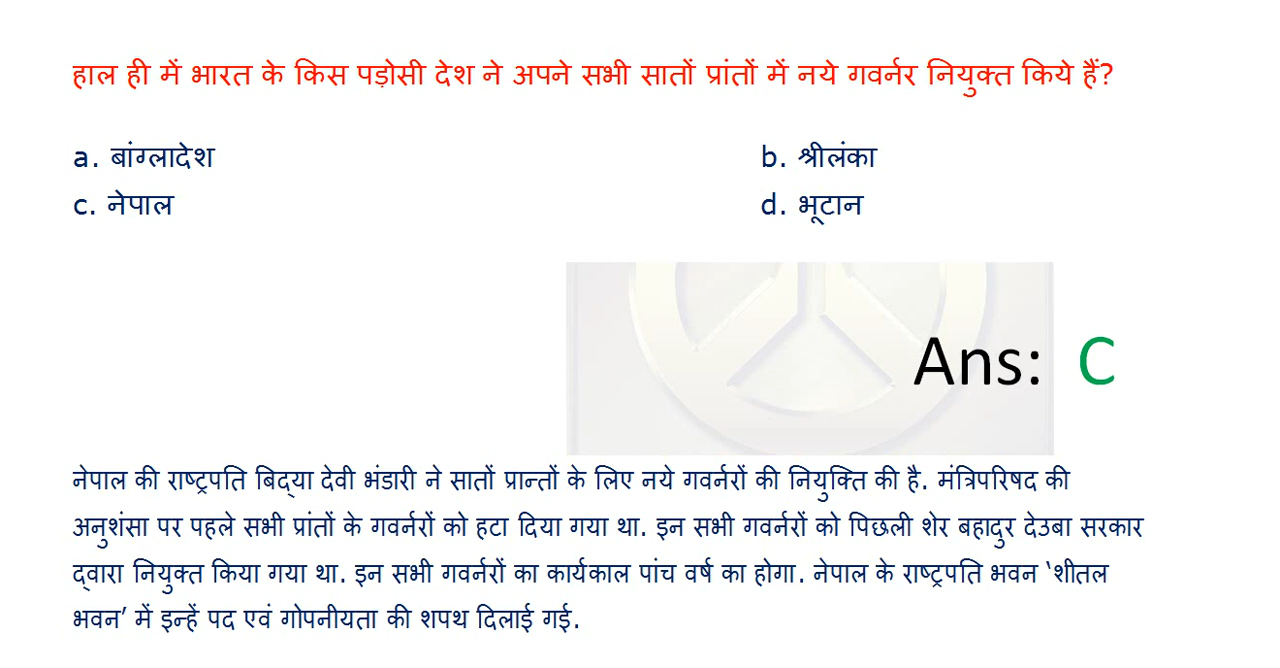 हाल ही में भारत के किस पड़ोसी देश ने अपने सभी सातों प्रांतों में नये गवर्नर नियुक्त किये हैं?
a. बांग्लादेश
b. श्रीलंका
c. नेपाल
d. भूटान
Ans: C
नेपाल की राष्ट्रपति बिद्या देवी भंडारी ने सातों प्रान्तों के लिए नये गवर्नरों की नियुक्ति की है. मंत्रिपरिषद की
अनुशंसा पर पहले सभी प्रांतों के गवर्नरों को हटा दिया गया था. इन सभी गवर्नरों को पिछली शेर बहादुर देउबा सरकार
द्वारा नियुक्त किया गया था. इन सभी गवर्नरों का कार्यकाल पांच वर्ष का होगा. नेपाल के राष्ट्रपति भवन ‘शीतल
भवन’ में इन्हें पद एवं गोपनीयता की शपथ दिलाई गई.